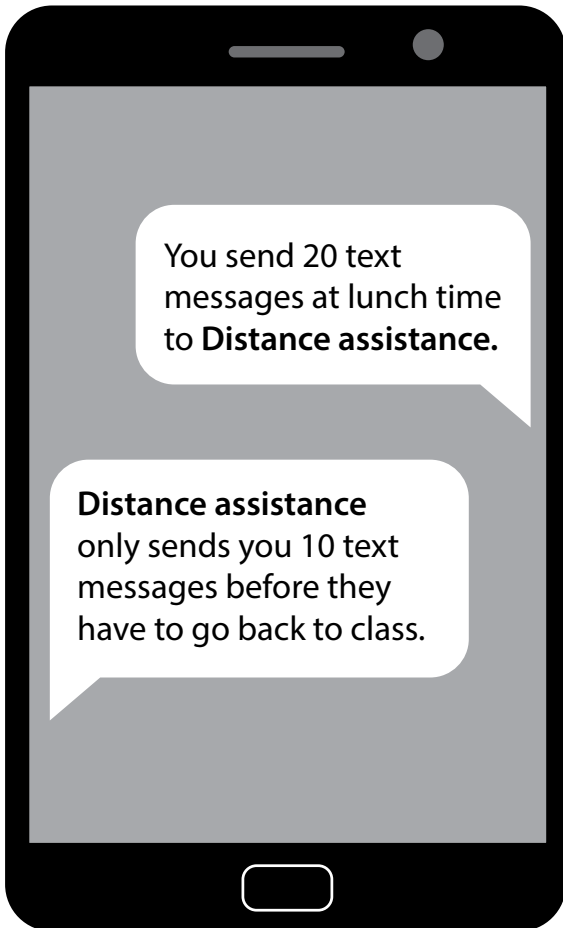 You send 20 text
messages at lunch time
to Distance assistance.
Distance assistance
only sends you 10 text
messages before they
have to go back to class.